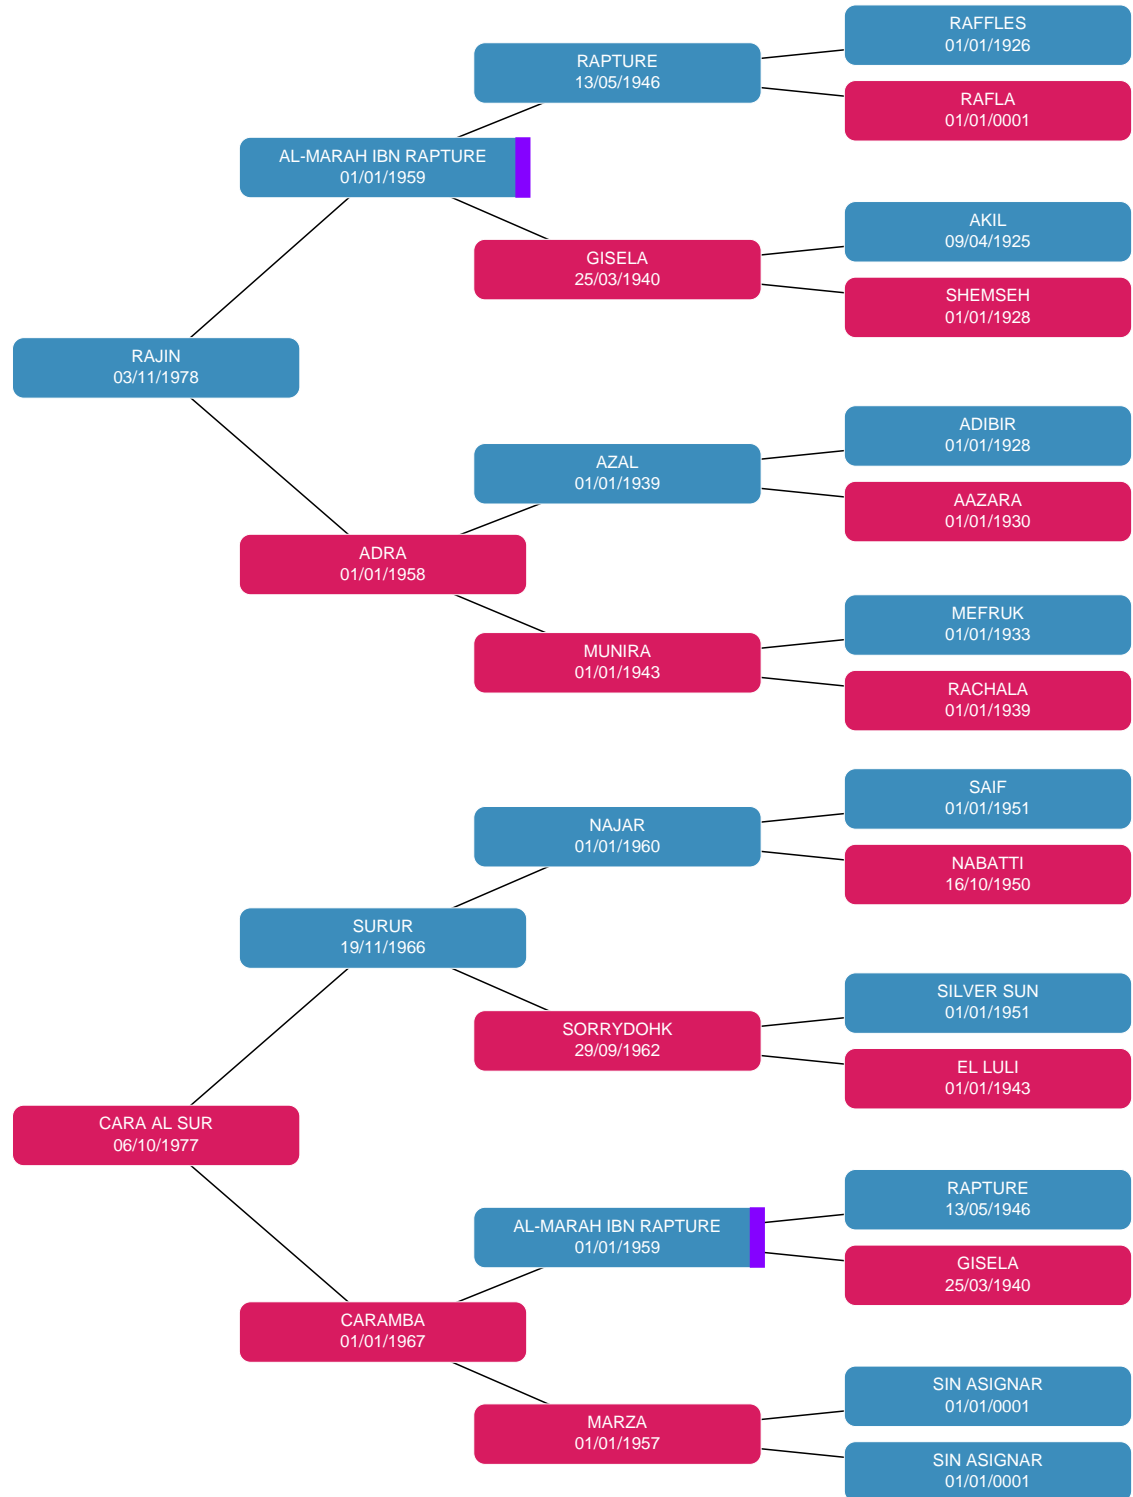 RAFFLES
01/01/1926
RAPTURE
13/05/1946
RAFLA
01/01/0001
AL-MARAH IBN RAPTURE
01/01/1959
AKIL
09/04/1925
GISELA
25/03/1940
SHEMSEH
01/01/1928
RAJIN
03/11/1978
ADIBIR
01/01/1928
AZAL
01/01/1939
AAZARA
01/01/1930
ADRA
01/01/1958
MEFRUK
01/01/1933
MUNIRA
01/01/1943
RACHALA
01/01/1939
SAIF
01/01/1951
NAJAR
01/01/1960
NABATTI
16/10/1950
SURUR
19/11/1966
SILVER SUN
01/01/1951
SORRYDOHK
29/09/1962
EL LULI
01/01/1943
CARA AL SUR
06/10/1977
RAPTURE
13/05/1946
AL-MARAH IBN RAPTURE
01/01/1959
GISELA
25/03/1940
CARAMBA
01/01/1967
SIN ASIGNAR
01/01/0001
MARZA
01/01/1957
SIN ASIGNAR
01/01/0001